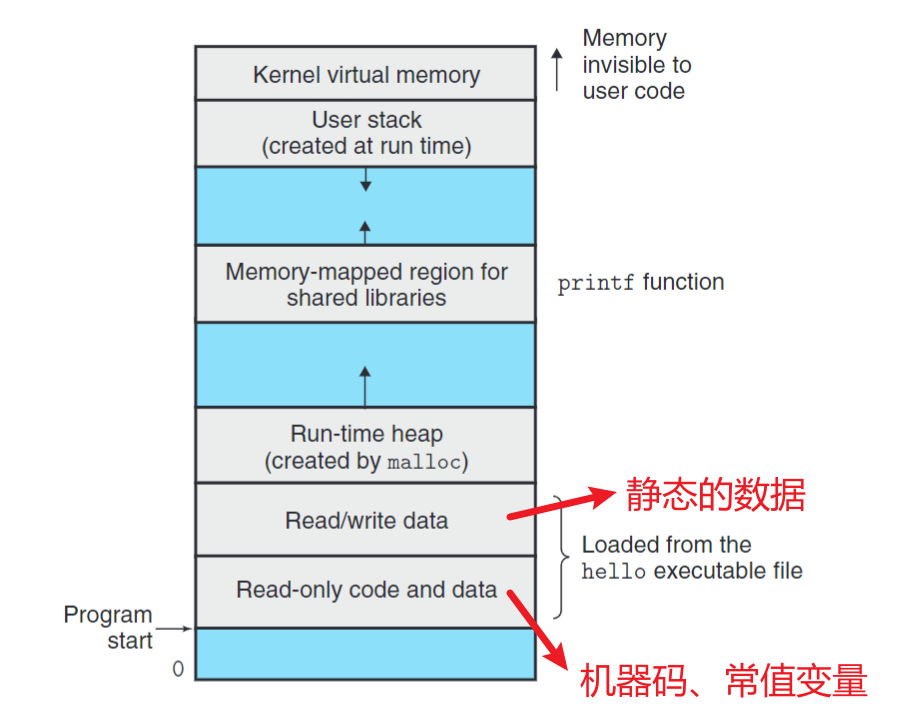 Memory
invisible to
user code
Kernel virtual memory
User stack
(created at run time)
Memory-mapped region for
shared libraries
printf function
Run-time heap
(created by malloc)
静态的数据
Read/write data
Loaded from the
hello executable file
Read-only code and data
Program
start
0
机器码、常值变量